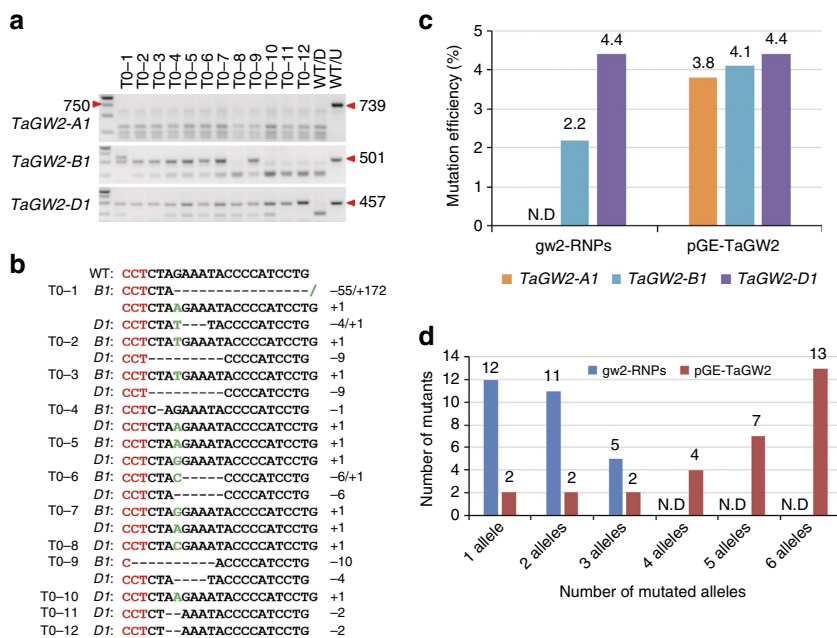 a
T0–1 T0–2 T0–3 T0–4 T0–5 T0–6 T0–7 T0–8 T0–9 T0–10 T0–11 T0–12 WT/D WT/U
750 739
TaGW2-A1
TaGW2-B1 501
TaGW2-D1 457
b
WT: CCTCTAGAAATACCCCATCCTG
T0–1 B1: CCTCTA------------------/ –55/+172
CCTCTAAGAAATACCCCATCCTG +1
D1: CCTCTAT----TACCCCATCCTG –4/+1
T0–2 B1: CCTCTATGAAATACCCCATCCTG +1
D1: CCT---------CCCCATCCTG –9
T0–3 B1: CCTCTATGAAATACCCCATCCTG +1
D1: CCT---------CCCCATCCTG –9
T0–4 B1: CCTC-AGAAATACCCCATCCTG –1
D1: CCTCTAAGAAATACCCCATCCTG +1
T0–5 B1: CCTCTAAGAAATACCCCATCCTG +1
D1: CCTCTAGGAAATACCCCATCCTG +1
T0–6 B1: CCTCTAC------CCCCATCCTG –6/+1
D1: CCTCTA------CCCCATCCTG –6
T0–7 B1: CCTCTAGGAAATACCCCATCCTG +1
D1: CCTCTAAGAAATACCCCATCCTG +1
T0–8 D1: CCTCTACGAAATACCCCATCCTG +1
T0–9 B1: C----------ACCCCATCCTG –10
D1: CCTCTA----TACCCCATCCTG –4
T0–10 D1: CCTCTAAGAAATACCCCATCCTG +1
T0–11 D1: CCTCT--AAATACCCCATCCTG –2
T0–12 D1: CCTCT--AAATACCCCATCCTG –2
c
Mutation efficiency (%)
5
4
3
2
1
0
N.D 2.2 4.4 3.8 4.1 4.4
gw2-RNPs pGE-TaGW2
TaGW2-A1 TaGW2-B1 TaGW2-D1
d
Number of mutants
14
12
10
8
6
4
2
0
gw2-RNPs pGE-TaGW2
12 2 11 2 5 2 N.D 4 N.D 7 N.D 13
1 allele 2 alleles 3 alleles 4 alleles 5 alleles 6 alleles
Number of mutated alleles